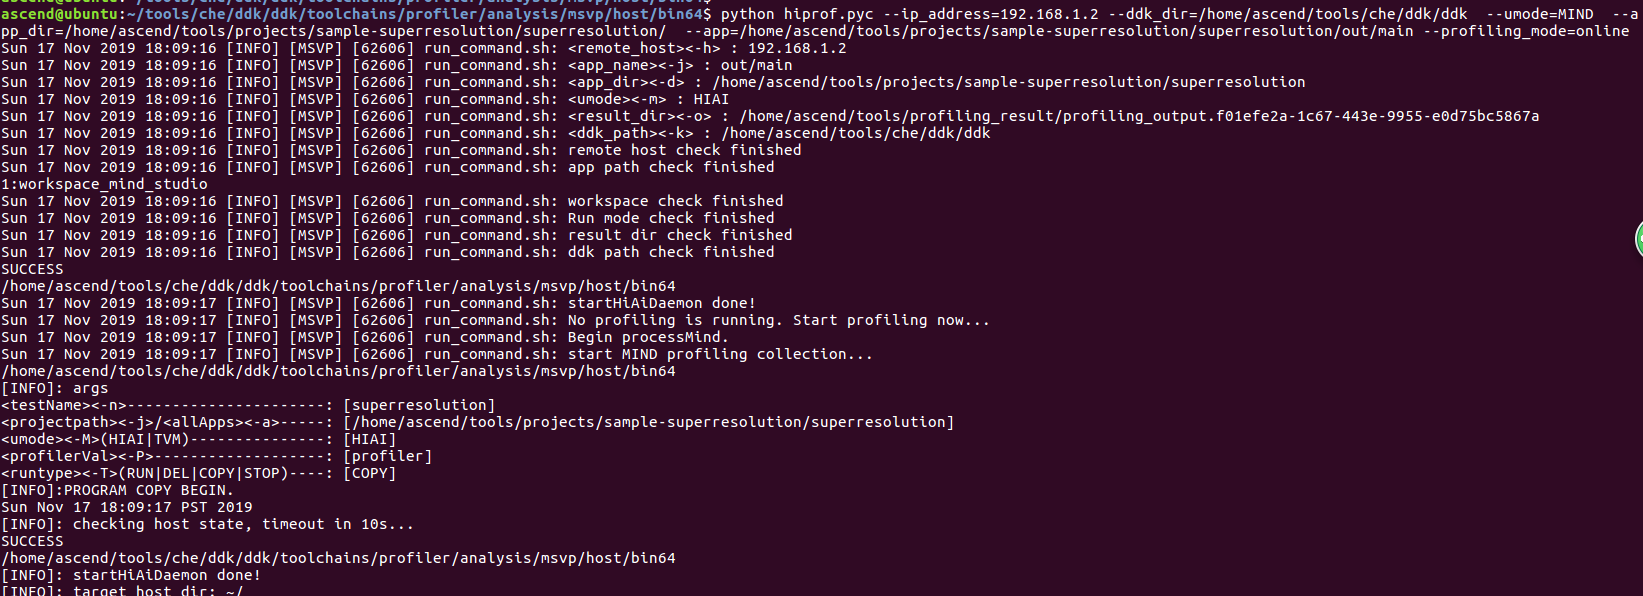 ascend@ubuntu:~/tools/che/ddk/ddk/toolchains/profiler/analysis/msvp/host/bin64$
ascend@ubuntu:~/tools/che/ddk/ddk/toolchains/profiler/analysis/msvp/host/bin64$ python hiprof.pyc --ip_address=192.168.1.2 --ddk_dir=/home/ascend/tools/che/ddk/ddk  --umode=MIND  --a
pp_dir=/home/ascend/tools/projects/sample-superresolution/superresolution/  --app=/home/ascend/tools/projects/sample-superresolution/superresolution/out/main --profiling_mode=online
Sun 17 Nov 2019 18:09:16 [INFO] [MSVP] [62606] run_command.sh: <remote_host><-h> : 192.168.1.2
Sun 17 Nov 2019 18:09:16 [INFO] [MSVP] [62606] run_command.sh: <app_name><-j> : out/main
Sun 17 Nov 2019 18:09:16 [INFO] [MSVP] [62606] run_command.sh: <app_dir><-d> : /home/ascend/tools/projects/sample-superresolution/superresolution
Sun 17 Nov 2019 18:09:16 [INFO] [MSVP] [62606] run_command.sh: <umode><-m> : HIAI
Sun 17 Nov 2019 18:09:16 [INFO] [MSVP] [62606] run_command.sh: <result_dir><-o> : /home/ascend/tools/profiling_result/profiling_output.f01efe2a-1c67-443e-9955-e0d75bc5867a
Sun 17 Nov 2019 18:09:16 [INFO] [MSVP] [62606] run_command.sh: <ddk_path><-k> : /home/ascend/tools/che/ddk/ddk
Sun 17 Nov 2019 18:09:16 [INFO] [MSVP] [62606] run_command.sh: remote host check finished
Sun 17 Nov 2019 18:09:16 [INFO] [MSVP] [62606] run_command.sh: app path check finished
1:workspace_mind_studio
Sun 17 Nov 2019 18:09:16 [INFO] [MSVP] [62606] run_command.sh: workspace check finished
Sun 17 Nov 2019 18:09:16 [INFO] [MSVP] [62606] run_command.sh: Run mode check finished
Sun 17 Nov 2019 18:09:16 [INFO] [MSVP] [62606] run_command.sh: result dir check finished
Sun 17 Nov 2019 18:09:16 [INFO] [MSVP] [62606] run_command.sh: ddk path check finished
SUCCESS
/home/ascend/tools/che/ddk/ddk/toolchains/profiler/analysis/msvp/host/bin64
Sun 17 Nov 2019 18:09:17 [INFO] [MSVP] [62606] run_command.sh: startHiAiDaemon done!
Sun 17 Nov 2019 18:09:17 [INFO] [MSVP] [62606] run_command.sh: No profiling is running. Start profiling now...
Sun 17 Nov 2019 18:09:17 [INFO] [MSVP] [62606] run_command.sh: Begin processMind.
Sun 17 Nov 2019 18:09:17 [INFO] [MSVP] [62606] run_command.sh: start MIND profiling collection...
/home/ascend/tools/che/ddk/ddk/toolchains/profiler/analysis/msvp/host/bin64
[INFO]: args
<testName><-n>----------------------: [superresolution]
<projectpath><-j>/<allApps><-a>-----: [/home/ascend/tools/projects/sample-superresolution/superresolution]
<umode><-M>(HIAI|TVM)---------------: [HIAI]
<profilerVal><-P>-------------------: [profiler]
<runtype><-T>(RUN|DEL|COPY|STOP)----: [COPY]
[INFO]:PROGRAM COPY BEGIN.
Sun Nov 17 18:09:17 PST 2019
[INFO]: checking host state, timeout in 10s...
SUCCESS
/home/ascend/tools/che/ddk/ddk/toolchains/profiler/analysis/msvp/host/bin64
[INFO]: startHiAiDaemon done!
[INFO]: target host dir: ~/